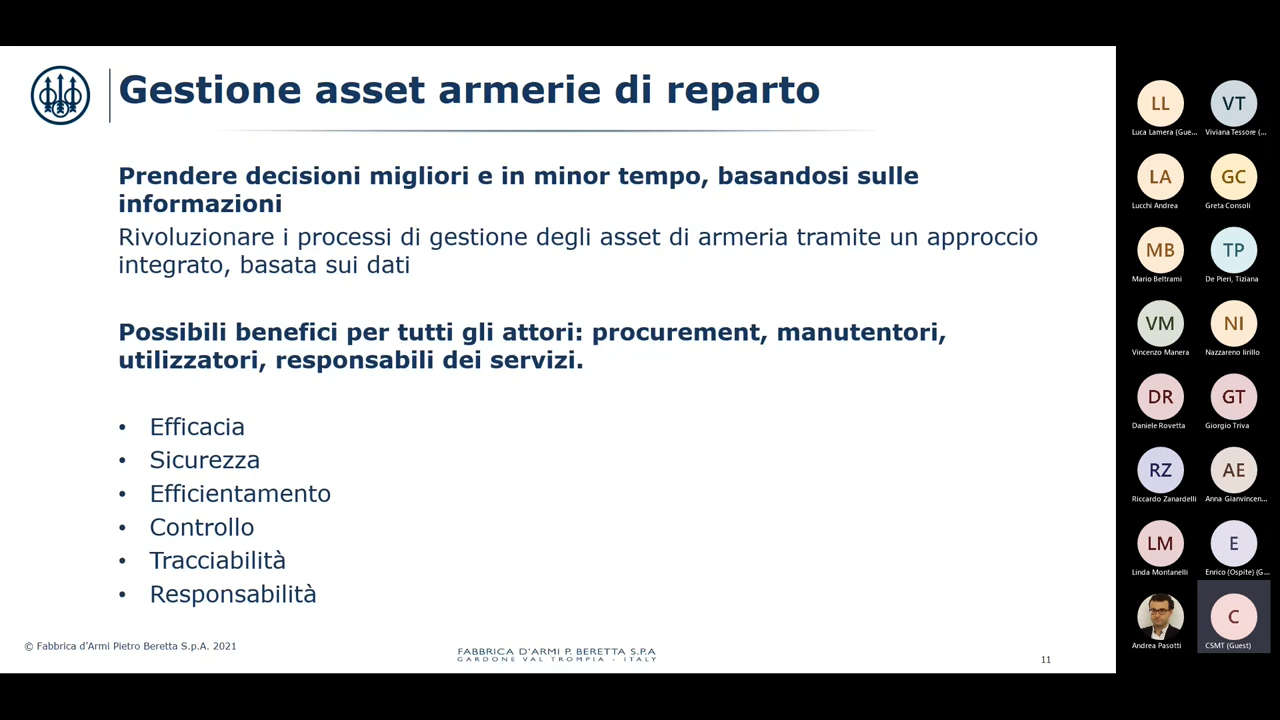 Gestione asset armerie di reparto
Prendere decisioni migliori e in minor tempo, basandosi sulle
informazioni
Rivoluzionare i processi di gestione degli asset di armeria tramite un approccio
integrato, basata sui dati
Possibili benefici per tutti gli attori: procurement, manutentori,
utilizzatori, responsabili dei servizi.
• Efficacia
• Sicurezza
• Efficientamento
• Controllo
• Tracciabilità
• Responsabilità
© Fabbrica d'Armi Pietro Beretta S.p.A. 2021
FABBRICA D'ARMI P. BERETTA S.P.A
GARDONE VAL TROMPIA - ITALY
11
LL
Luca Lamera (Gue...
VT
Viviana Tessore (...
LA
Lucchi Andrea
GC
Greta Consoli
MB
Mario Beltrami
TP
De Pieri, Tiziana
VM
Vincenzo Manera
NI
Nazzareno Iirillo
DR
Daniele Rovetta
GT
Giorgio Triva
RZ
Riccardo Zanardelli
AE
Anna Gianvincen...
LM
Linda Montanelli
E
Enrico (Ospite) (G...
Andrea Pasotti
C
CSMT (Guest)